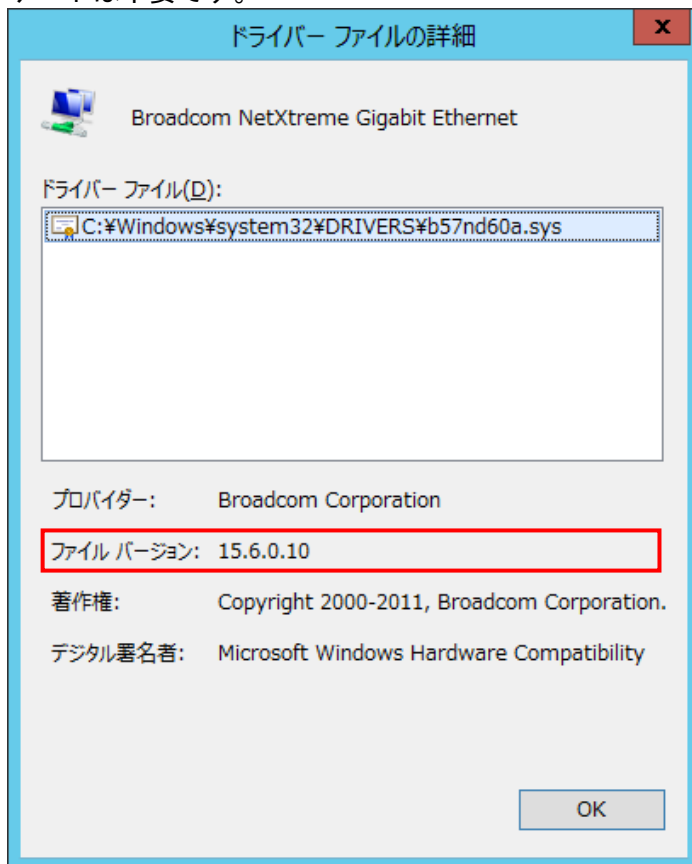 ドライバー ファイルの詳細
x
Broadcom NetXtreme Gigabit Ethernet
ドライバー ファイル(D):
C:¥Windows¥system32¥DRIVERS¥b57nd60a.sys
プロバイダー: Broadcom Corporation
ファイル バージョン: 15.6.0.10
著作権: Copyright 2000-2011, Broadcom Corporation.
デジタル署名者: Microsoft Windows Hardware Compatibility
OK